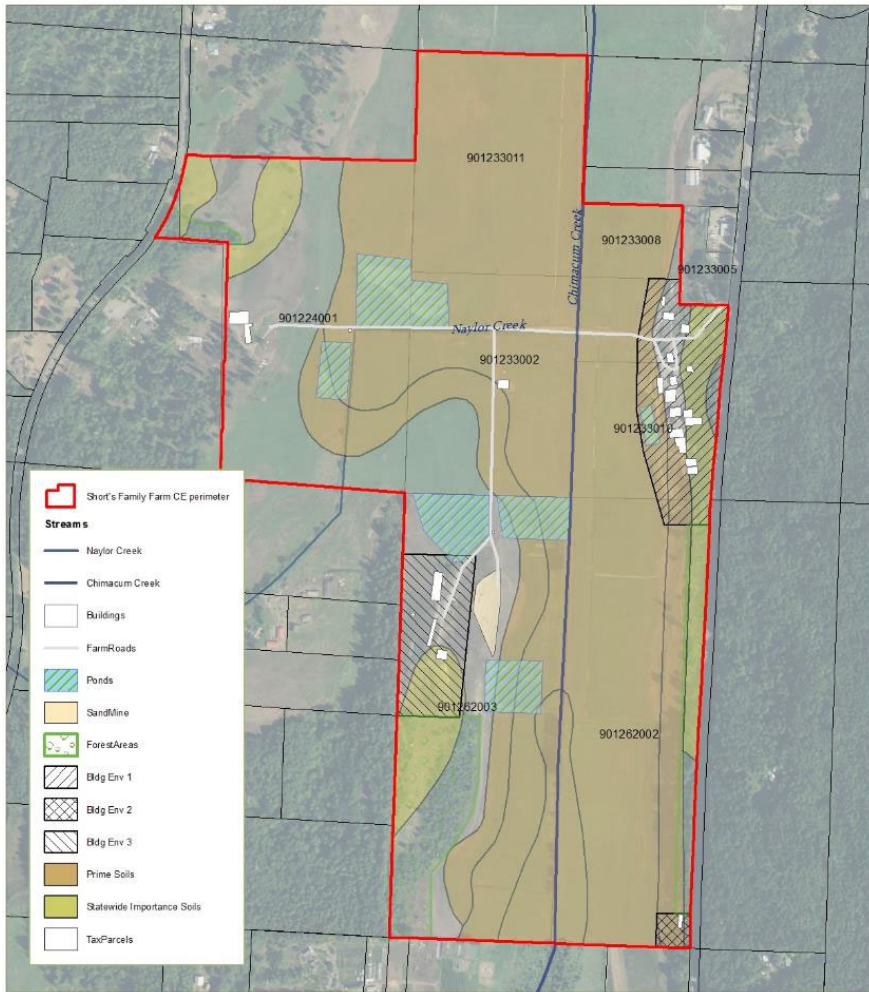 901233011
901233008
Chimacum Creek
901233005
901224001
Naylor Creek
901233002
901233010
901262003
901262002
Short's Family Farm CE perimeter
Streams
Naylor Creek
Chimacum Creek
Buildings
FarmRoads
Ponds
SandMine
ForestAreas
Bldg Env 1
Bldg Env 2
Bldg Env 3
Prime Soils
Statewide Importance Soils
TaxParcels